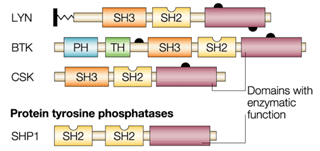 LYN SH3 SH2
BTK PH TH SH3 SH2
CSK SH3 SH2
Domains with
enzymatic
function
Protein tyrosine phosphatases
SHP1 SH2 SH2